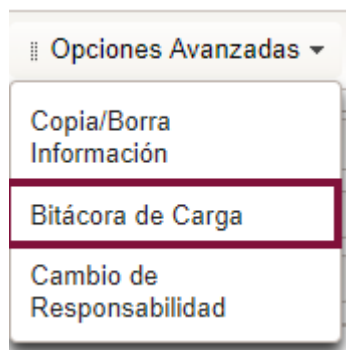 Opciones Avanzadas
Copia/Borra
Información
Bitácora de Carga
Cambio de
Responsabilidad